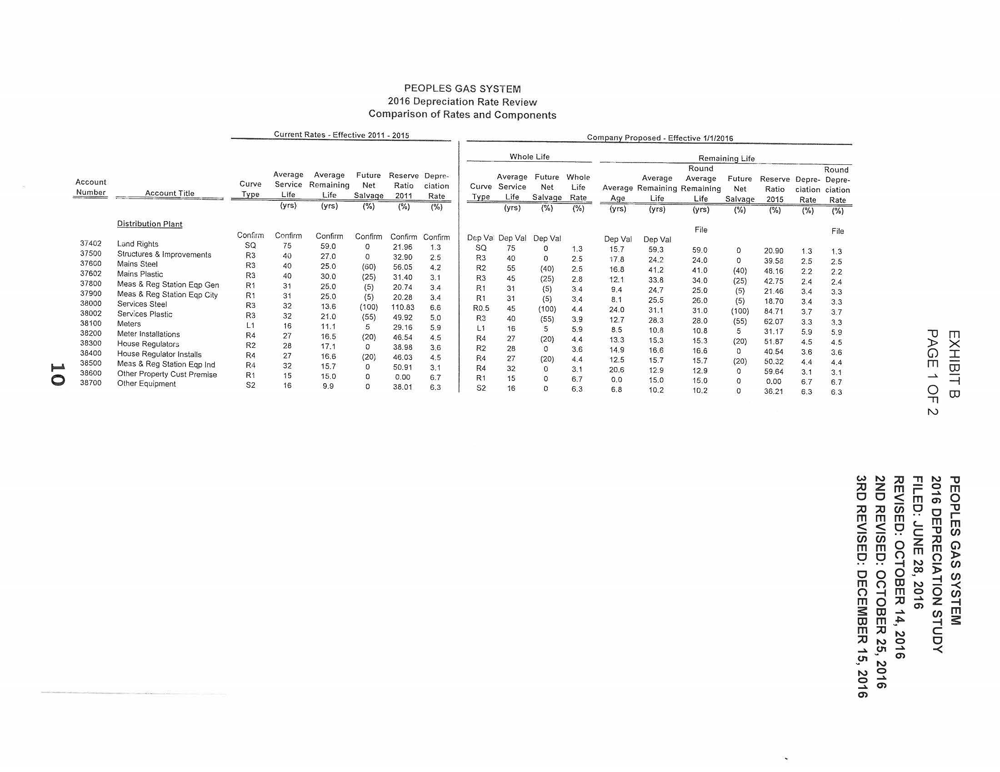 PEOPLES GAS SYSTEM
2016 Depreciation Rate Review
Comparison of Rates and Components
Current Rates - Effective 2011 - 2015 Company Proposed - Effective 1/1/2016
Whole Life Remaining Life
Round Round
Average Average Future Reserve Depre- Average Future Whole Average Average Future Reserve Depre- Depre-
Account Curve Service Remaining Net Ratio ciation Curve Service Net Life Average Remaining Remaining Net Ratio ciation ciation
Number Account Title Type Life Life Salvage 2011 Rate Type Life Salvage Rate Age Life Life Salvage 2015 Rate Rate
(yrs) (yrs) (%) (%) (%) (yrs) (%) (%) (yrs) (yrs) (yrs) (%) (%) (%) (%)
Distribution Plant File File
Confirm Confirm Confirm Confirm Confirm Confirm Dep Val Dep Val Dep Val Dep Val Dep Val
37402 Land Rights SQ 75 59.0 0 21.96 1.3 SQ 75 0 1.3 15.7 59.3 59.0 0 20.90 1.3 1.3
37500 Structures & Improvements R3 40 27.0 0 32.90 2.5 R3 40 0 2.5 17.8 24.2 24.0 0 39.58 2.5 2.5
37600 Mains Steel R3 40 25.0 (60) 56.05 4.2 R2 55 (40) 2.5 16.8 41.2 41.0 (40) 48.16 2.2 2.2
37602 Mains Plastic R3 40 30.0 (25) 31.40 3.1 R3 45 (25) 2.8 12.1 33.8 34.0 (25) 42.75 2.4 2.4
37800 Meas & Reg Station Eqp Gen R1 31 25.0 (5) 20.74 3.4 R1 31 (5) 3.4 9.4 24.7 25.0 (5) 21.46 3.4 3.3
37900 Meas & Reg Station Eqp City R1 31 25.0 (5) 20.28 3.4 R1 31 (5) 3.4 8.1 25.5 26.0 (5) 18.70 3.4 3.3
38000 Services Steel R3 32 13.6 (100) 110.83 6.6 R0.5 45 (100) 4.4 24.0 31.1 31.0 (100) 84.71 3.7 3.7
38002 Services Plastic R3 32 21.0 (55) 49.92 5.0 R3 40 (55) 3.9 12.7 28.3 28.0 (55) 62.07 3.3 3.3
38100 Meters L1 16 11.1 5 29.16 5.9 L1 16 5 5.9 8.5 10.8 10.8 5 31.17 5.9 5.9
38200 Meter Installations R4 27 16.5 (20) 46.54 4.5 R4 27 (20) 4.4 13.3 15.3 15.3 (20) 51.87 4.5 4.5
38300 House Regulators R2 28 17.1 0 38.98 3.6 R2 28 0 3.6 14.9 16.6 16.6 0 40.54 3.6 3.6
38400 House Regulator Installs R4 27 16.6 (20) 46.03 4.5 R4 27 (20) 4.4 12.5 15.7 15.7 (20) 50.32 4.4 4.4
38500 Meas & Reg Station Eqp Ind R4 32 15.7 0 50.91 3.1 R4 32 0 3.1 20.6 12.9 12.9 0 59.64 3.1 3.1
38600 Other Property Cust Premise R1 15 15.0 0 0.00 6.7 R1 15 0 6.7 0.0 15.0 15.0 0 0.00 6.7 6.7
38700 Other Equipment S2 16 9.9 0 38.01 6.3 S2 16 0 6.3 6.8 10.2 10.2 0 36.21 6.3 6.3
10
EXHIBIT B
PAGE 1 OF 2
PEOPLES GAS SYSTEM
2016 DEPRECIATION STUDY
FILED: JUNE 28, 2016
REVISED: OCTOBER 14, 2016
2ND REVISED: OCTOBER 25, 2016
3RD REVISED: DECEMBER 15, 2016